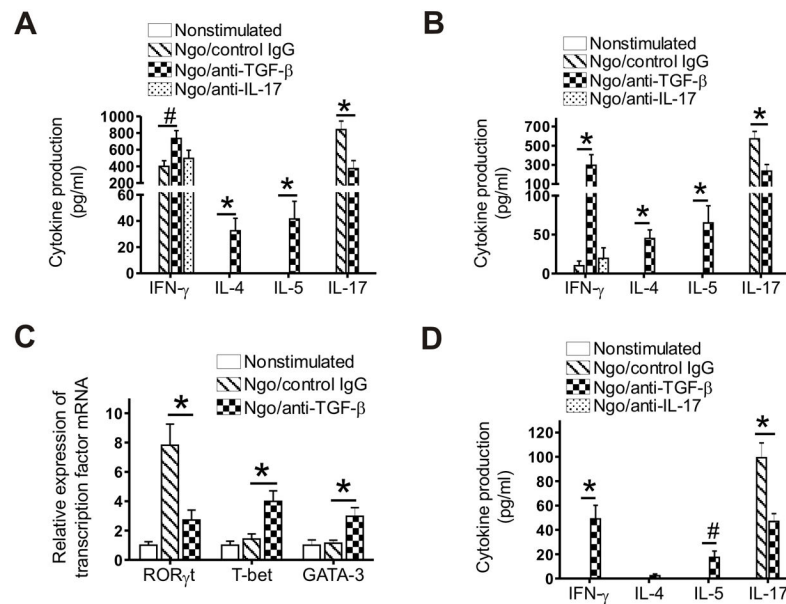 A
Nonstimulated
Ngo/control IgG
Ngo/anti-TGF-β
Ngo/anti-IL-17
Cytokine production
(pg/ml)
1000
800
600
400
200
60
40
20
0
#
*
*
*
IFN-γ IL-4 IL-5 IL-17
B
Nonstimulated
Ngo/control IgG
Ngo/anti-TGF-β
Ngo/anti-IL-17
Cytokine production
(pg/ml)
700
500
300
100
50
0
*
*
*
*
IFN-γ IL-4 IL-5 IL-17
C
Nonstimulated
Ngo/control IgG
Ngo/anti-TGF-β
Relative expression of
transcription factor mRNA
10
8
6
4
2
0
*
*
*
RORγt T-bet GATA-3
D
Nonstimulated
Ngo/control IgG
Ngo/anti-TGF-β
Ngo/anti-IL-17
Cytokine production
(pg/ml)
120
100
80
60
40
20
0
*
#
*
IFN-γ IL-4 IL-5 IL-17